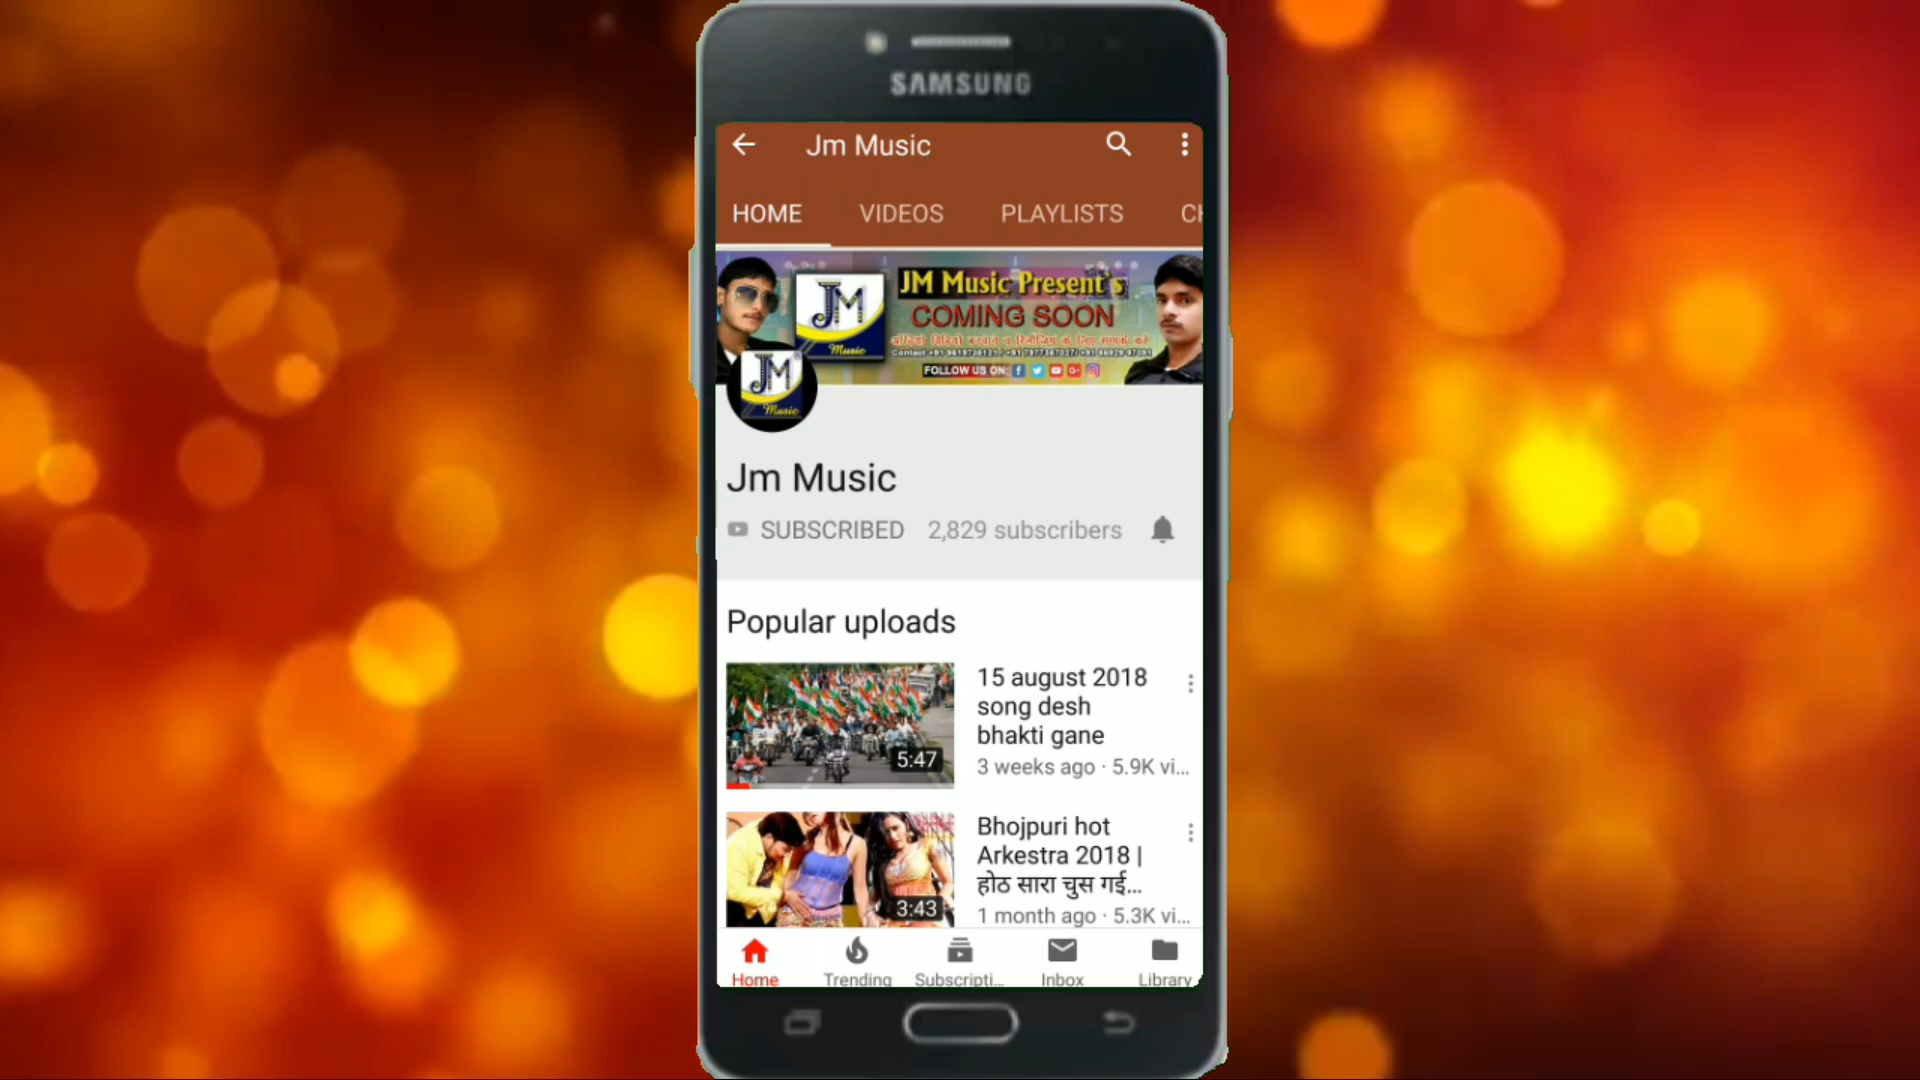 SAMSUNG
Jm Music
HOME VIDEOS PLAYLISTS
JM Music Present's
COMING SOON
JM
Music
FOLLOW US ON:
JM
Music
Jm Music
SUBSCRIBED 2,829 subscribers
Popular uploads
15 august 2018
song desh
bhakti gane
3 weeks ago · 5.9K vi...
5:47
Bhojpuri hot
Arkestra 2018 |
होठ सारा चुस गई...
1 month ago · 5.3K vi...
3:43
Home Trending Subscripti... Inbox Library